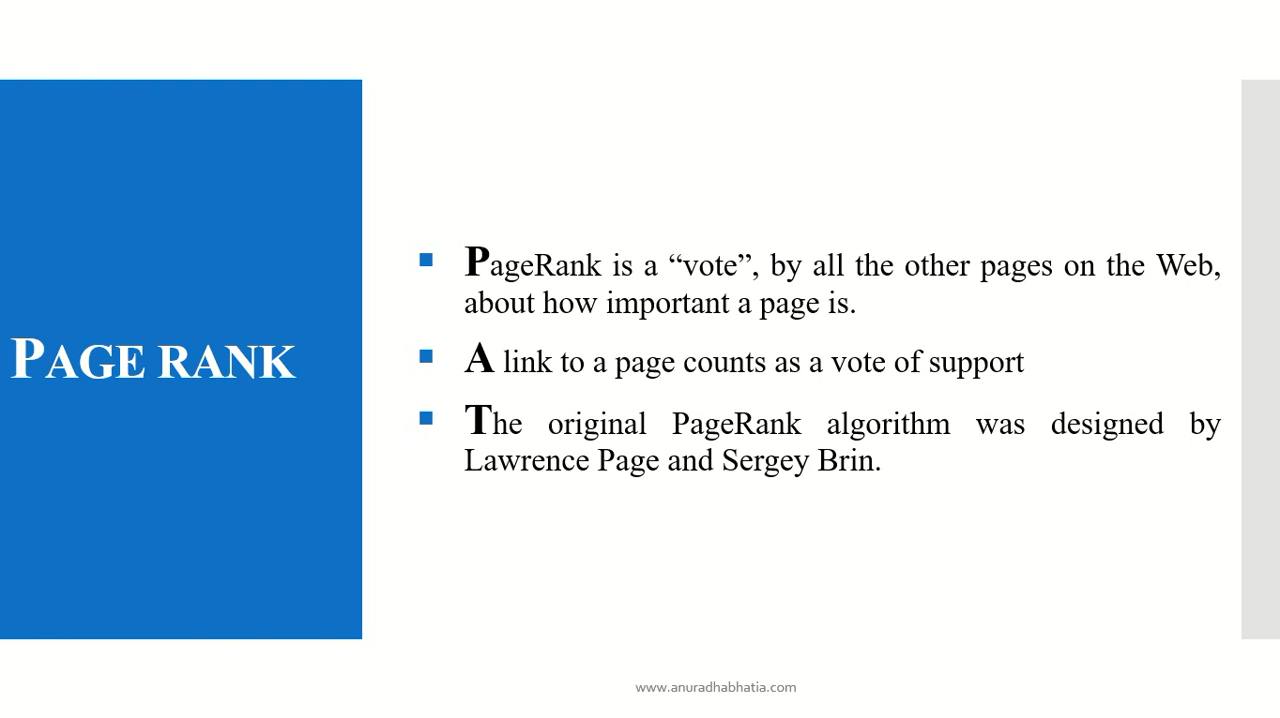 PAGE RANK
PageRank is a “vote”, by all the other pages on the Web,
about how important a page is.
A link to a page counts as a vote of support
The original PageRank algorithm was designed by
Lawrence Page and Sergey Brin.
www.anuradhabhatia.com